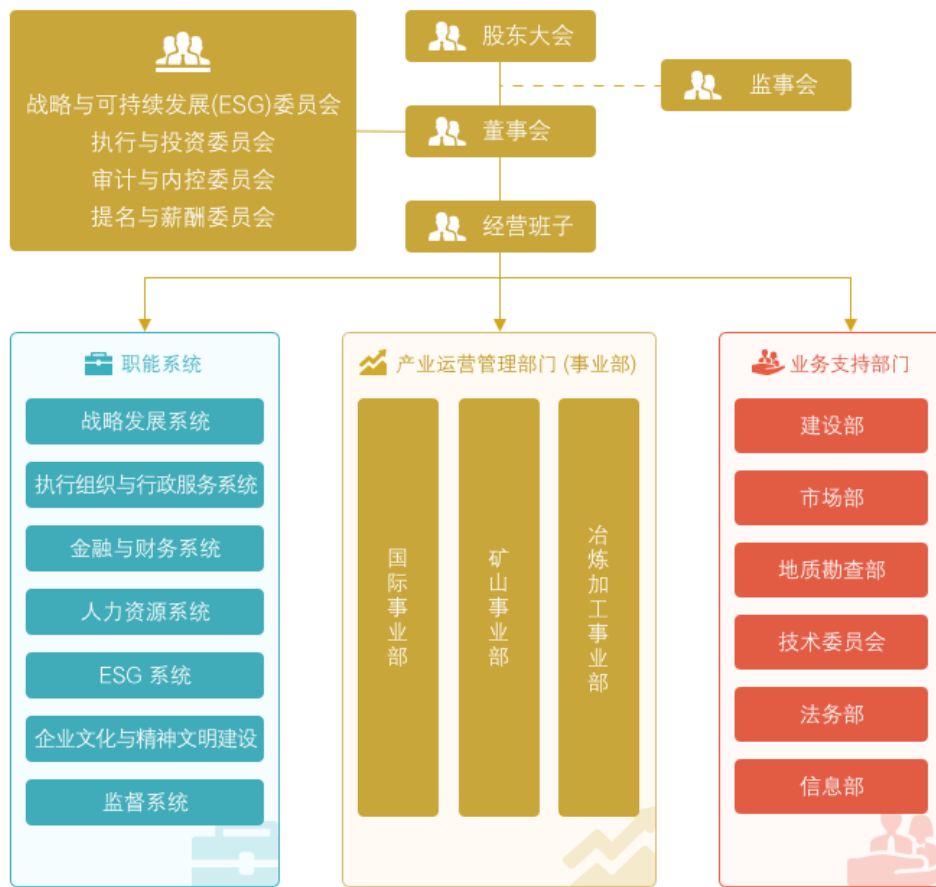 股东大会
监事会
战略与可持续发展(ESG)委员会
执行与投资委员会
审计与内控委员会
提名与薪酬委员会
董事会
经营班子
职能系统
战略发展系统
执行组织与行政服务系统
金融与财务系统
人力资源系统
ESG 系统
企业文化与精神文明建设
监督系统
产业运营管理部门 (事业部)
国际事业部
矿山事业部
冶炼加工事业部
业务支持部门
建设部
市场部
地质勘查部
技术委员会
法务部
信息部